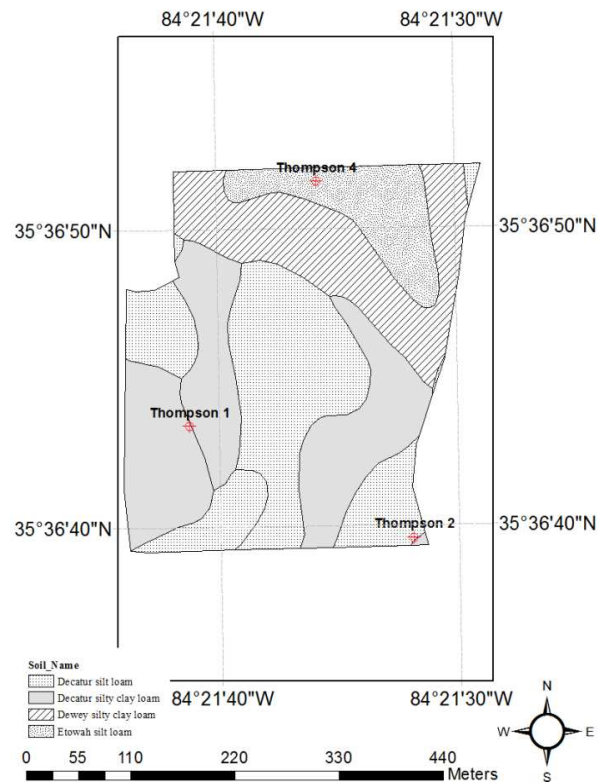 84°21'40"W 84°21'30"W
Thompson 4
35°36'50"N 35°36'50"N
Thompson 1
Thompson 2
35°36'40"N 35°36'40"N
Soil_Name
Decatur silt loam
Decatur silty clay loam
Dewey silty clay loam
Etowah silt loam
84°21'40"W 84°21'30"W
N
W E
S
0 55 110 220 330 440
Meters